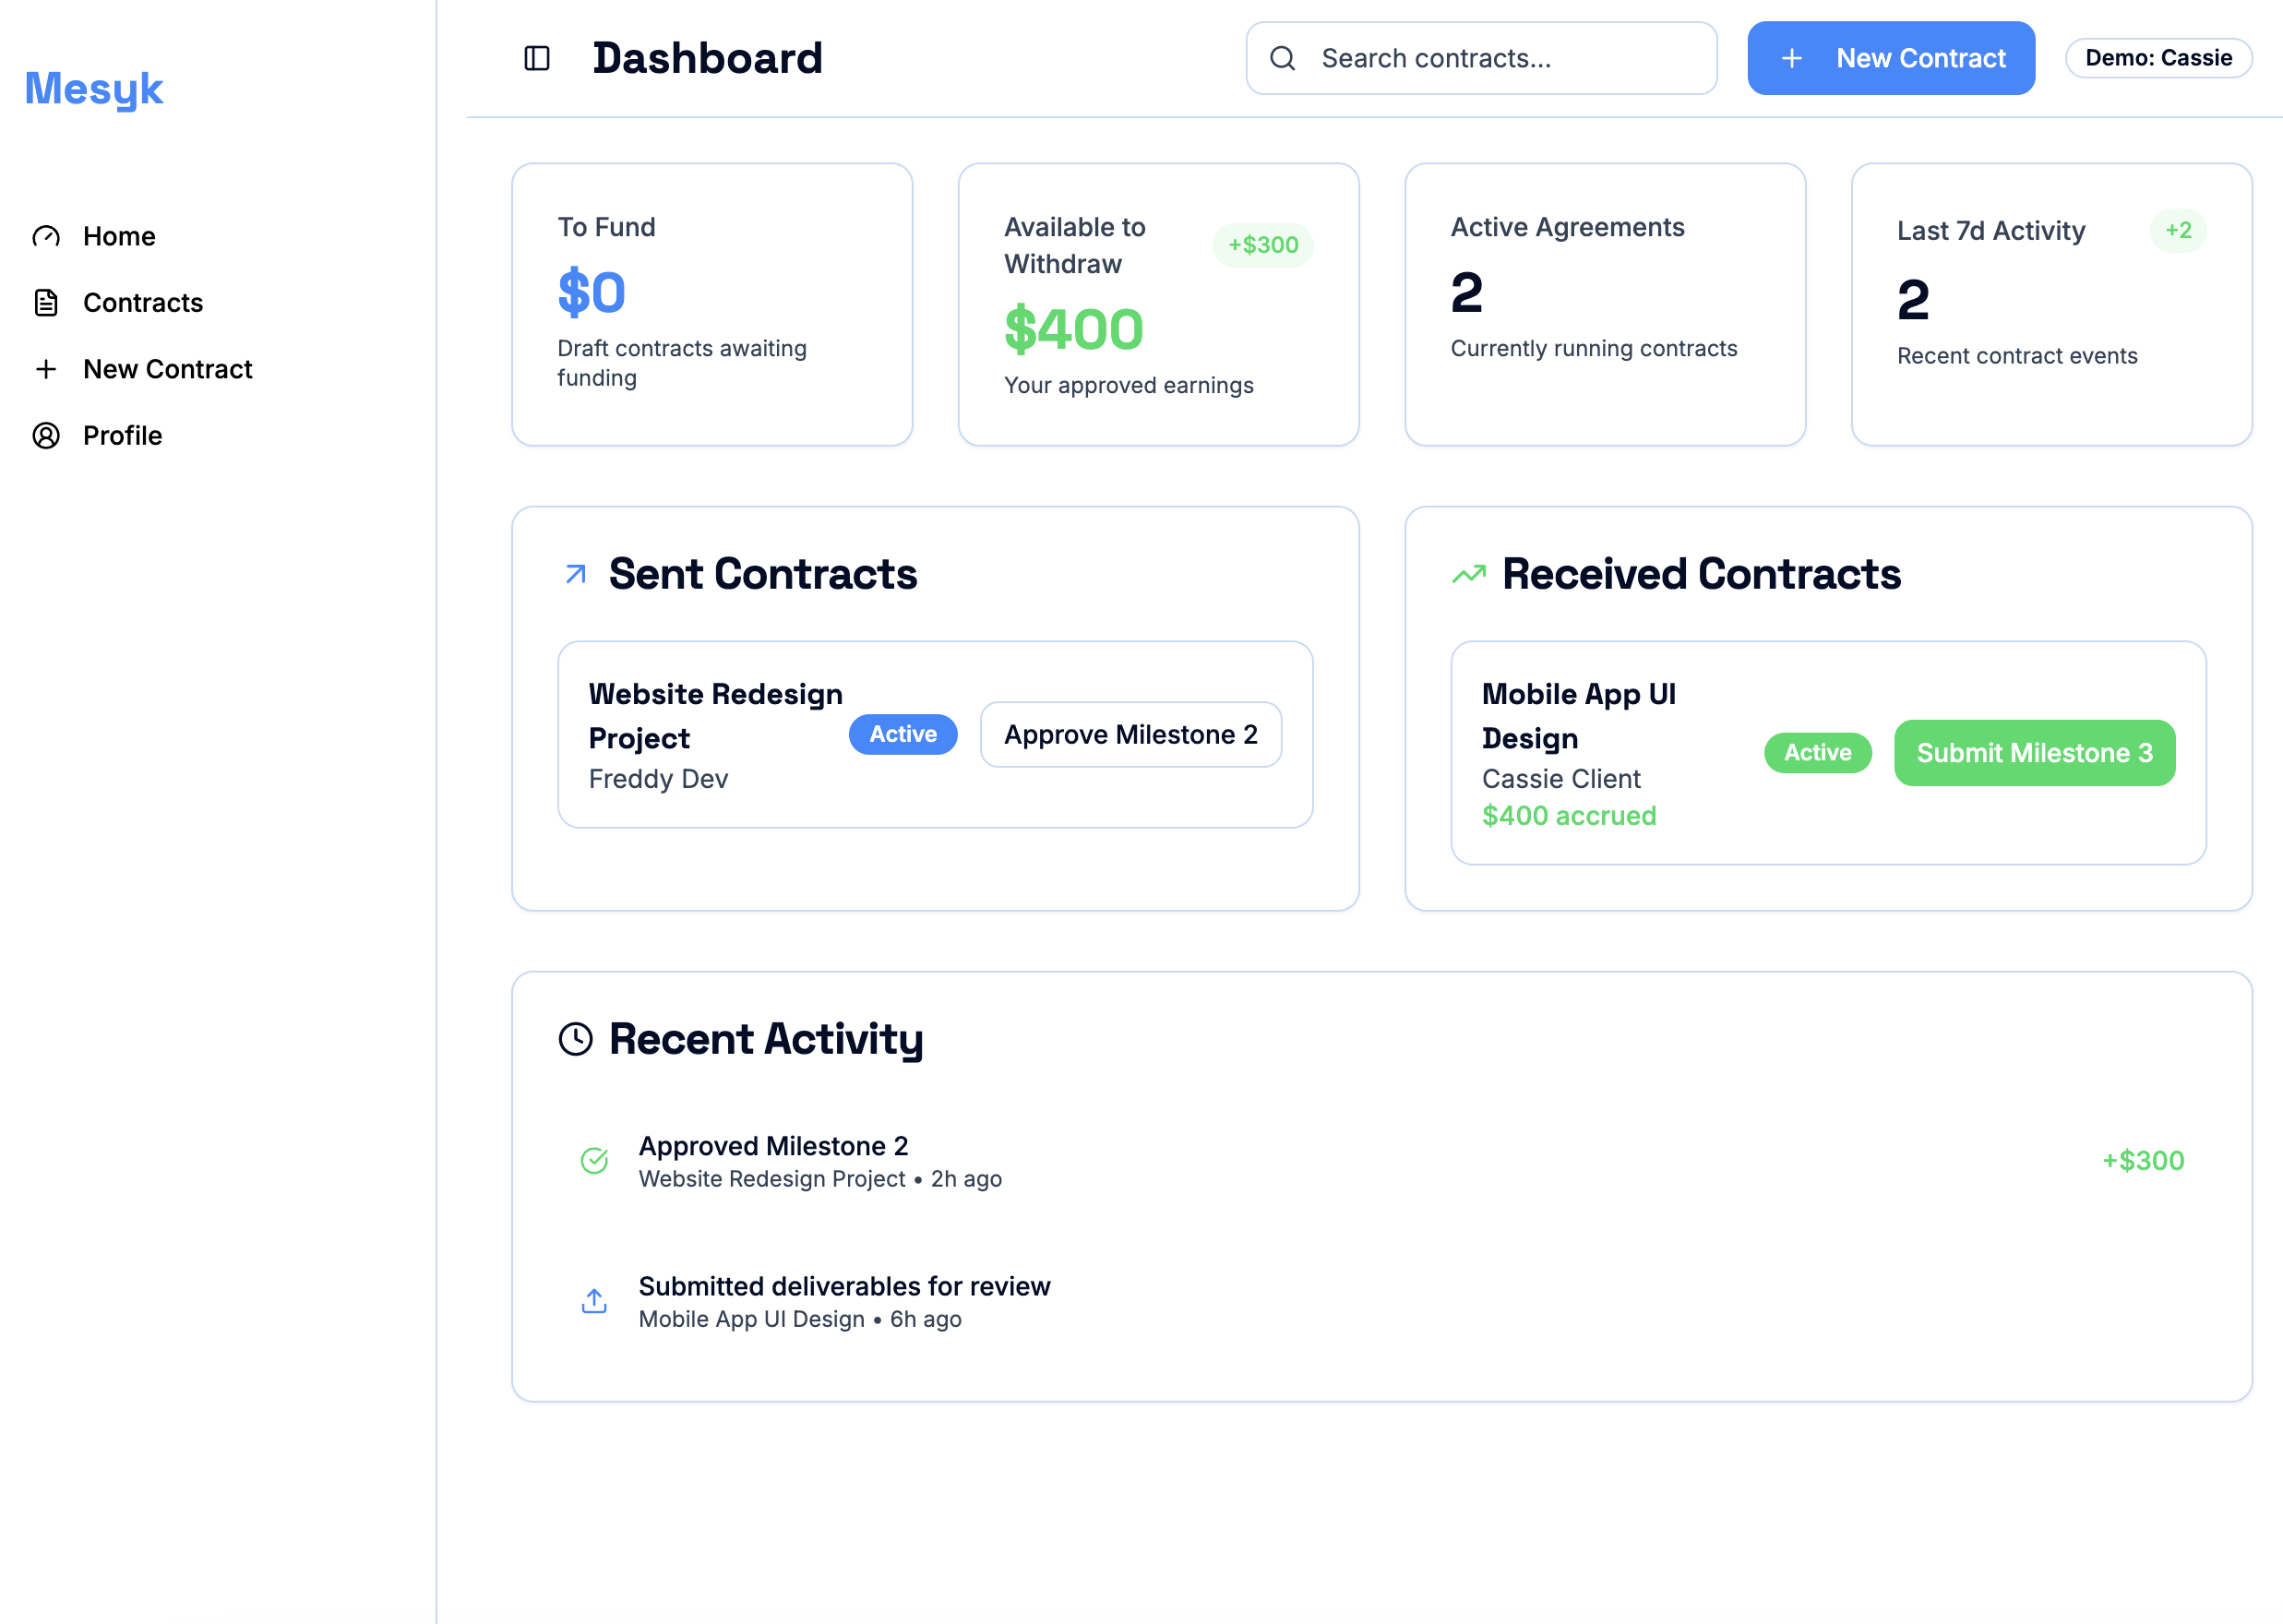 Mesyk
Home
Contracts
New Contract
Profile
Dashboard
Search contracts...
New Contract
Demo: Cassie
To Fund
$0
Draft contracts awaiting
funding
Available to
Withdraw
+$300
$400
Your approved earnings
Active Agreements
2
Currently running contracts
Last 7d Activity
+2
2
Recent contract events
Sent Contracts
Website Redesign
Project
Freddy Dev
Active
Approve Milestone 2
Received Contracts
Mobile App UI
Design
Cassie Client
$400 accrued
Active
Submit Milestone 3
Recent Activity
Approved Milestone 2
Website Redesign Project • 2h ago
+$300
Submitted deliverables for review
Mobile App UI Design • 6h ago